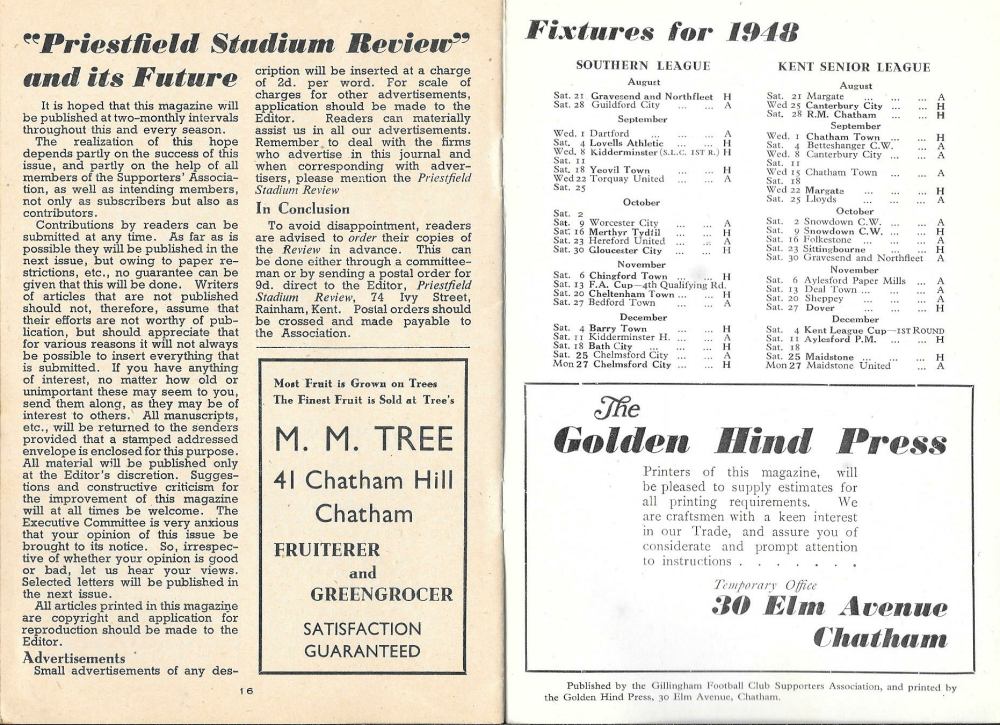 "Priestfield Stadium Review"
and its Future
It is hoped that this magazine will
be published at two-monthly intervals
throughout this and every season.
The realization of this hope
depends partly on the success of this
issue, and partly on the help of all
members of the Supporters' Associa-
tion, as well as intending members,
not only as subscribers but also as
contributors.
Contributions by readers can be
submitted at any time. As far as is
possible they will be published in the
next issue, but owing to paper re-
strictions, etc., no guarantee can be
given that this will be done. Writers
of articles that are not published
should not, therefore, assume that
their efforts are not worthy of pub-
lication, but should appreciate that
for various reasons it will not always
be possible to insert everything that
is submitted. If you have anything
of interest, no matter how old or
unimportant these may seem to you,
send them along, as they may be of
interest to others. All manuscripts,
etc., will be returned to the senders
provided that a stamped addressed
envelope is enclosed for this purpose.
All material will be published only
at the Editor's discretion. Sugges-
tions and constructive criticism for
the improvement of this magazine
will at all times be welcome. The
Executive Committee is very anxious
that your opinion of this issue be
brought to its notice. So, irrespec-
tive of whether your opinion is good
or bad, let us hear your views.
Selected letters will be published in
the next issue.
All articles printed in this magazine
are copyright and application for
reproduction should be made to the
Editor.
Advertisements
Small advertisements of any des-
cription will be inserted at a charge
of 2d. per word. For scale of
charges for other advertisements,
application should be made to the
Editor. Readers can materially
assist us in all our advertisements.
Remember to deal with the firms
who advertise in this journal and
when corresponding with adver-
tisers, please mention the Priestfield
Stadium Review
In Conclusion
To avoid disappointment, readers
are advised to order their copies of
the Review in advance. This can
be done either through a committee-
man or by sending a postal order for
9d. direct to the Editor, Priestfield
Stadium Review, 74 Ivy Street,
Rainham, Kent. Postal orders should
be crossed and made payable to
the Association.
Most Fruit is Grown on Trees
The Finest Fruit is Sold at Tree's
M. M. TREE
41 Chatham Hill
Chatham
FRUITERER
and
GREENGROCER
SATISFACTION
GUARANTEED
16
Fixtures for 1948
SOUTHERN LEAGUE
August
Sat. 21 Gravesend and Northfleet H
Sat. 28 Guildford City ... ... A
September
Wed. 1 Dartford ... ... ... A
Sat. 4 Lovells Athletic ... ... H
Wed. 8 Kidderminster (S.L.C. 1ST R.) H
Sat. 11
Sat. 18 Yeovil Town ... ... H
Wed 22 Torquay United ... ... A
Sat. 25
October
Sat. 2
Sat. 9 Worcester City ... ... A
Sat. 16 Merthyr Tydfil ... ... H
Sat. 23 Hereford United ... ... A
Sat. 30 Gloucester City ... ... H
November
Sat. 6 Chingford Town ... ... H
Sat. 13 F.A. Cup—4th Qualifying Rd.
Sat. 20 Cheltenham Town ... ... H
Sat. 27 Bedford Town ... ... A
December
Sat. 4 Barry Town ... ... H
Sat. 11 Kidderminster H. ... ... A
Sat. 18 Bath City ... ... H
Sat. 25 Chelmsford City ... ... A
Mon 27 Chelmsford City ... ... H
KENT SENIOR LEAGUE
August
Sat. 21 Margate ... ... ... A
Wed 25 Canterbury City ... ... H
Sat. 28 R.M. Chatham ... ... H
September
Wed. 1 Chatham Town ... ... H
Sat. 4 Betteshanger C.W. ... ... A
Wed. 8 Canterbury City ... ... A
Sat. 11
Wed 15 Chatham Town ... ... A
Sat. 18
Wed 22 Margate ... ... ... H
Sat. 25 Lloyds ... ... ... A
October
Sat. 2 Snowdown C.W. ... ... A
Sat. 9 Snowdown C.W. ... ... H
Sat. 16 Folkestone ... ... ... A
Sat. 23 Sittingbourne ... ... H
Sat. 30 Gravesend and Northfleet A
November
Sat. 6 Aylesford Paper Mills ... A
Sat. 13 Deal Town ... ... ... A
Sat. 20 Sheppey ... ... ... A
Sat. 27 Dover ... ... ... H
December
Sat. 4 Kent League Cup—1ST ROUND
Sat. 11 Aylesford P.M. ... ... H
Sat. 18
Sat. 25 Maidstone ... ... ... H
Mon 27 Maidstone United ... A
The
Golden Hind Press
Printers of this magazine, will
be pleased to supply estimates for
all printing requirements. We
are craftsmen with a keen interest
in our Trade, and assure you of
considerate and prompt attention
to instructions . . . . . . .
Temporary Office
30 Elm Avenue
Chatham
Published by the Gillingham Football Club Supporters Association, and printed by
the Golden Hind Press, 30 Elm Avenue, Chatham.